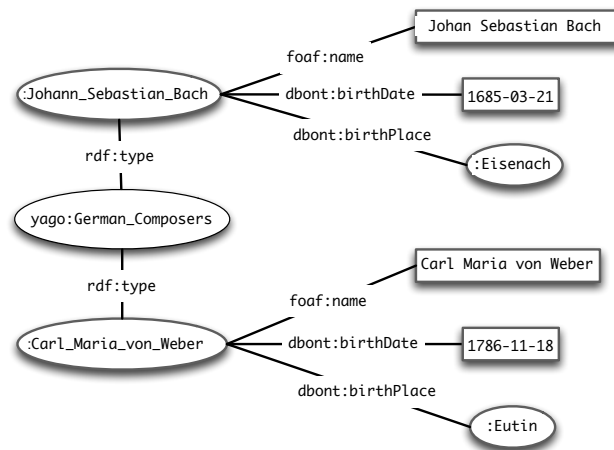 Johan Sebastian Bach
foaf:name
:Johann_Sebastian_Bach
dbont:birthDate
1685-03-21
dbont:birthPlace
:Eisenach
rdf:type
yago:German_Composers
Carl Maria von Weber
rdf:type
foaf:name
:Carl_Maria_von_Weber
dbont:birthDate
1786-11-18
dbont:birthPlace
:Eutin